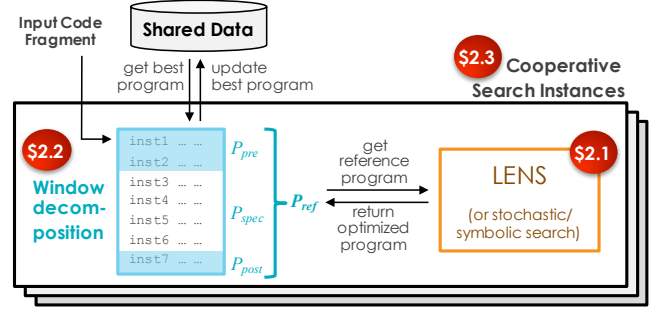 Input Code
Fragment
Shared Data
get best
program
update
best program
$2.3
Cooperative
Search Instances
$2.2
Window
decom-
position
inst1 … …
inst2 … …
inst3 … …
inst4 … …
inst5 … …
inst6 … …
inst7 … …
Ppre
Pspec
Ppost
Pref
get
reference
program
return
optimized
program
$2.1
LENS
(or stochastic/
symbolic search)